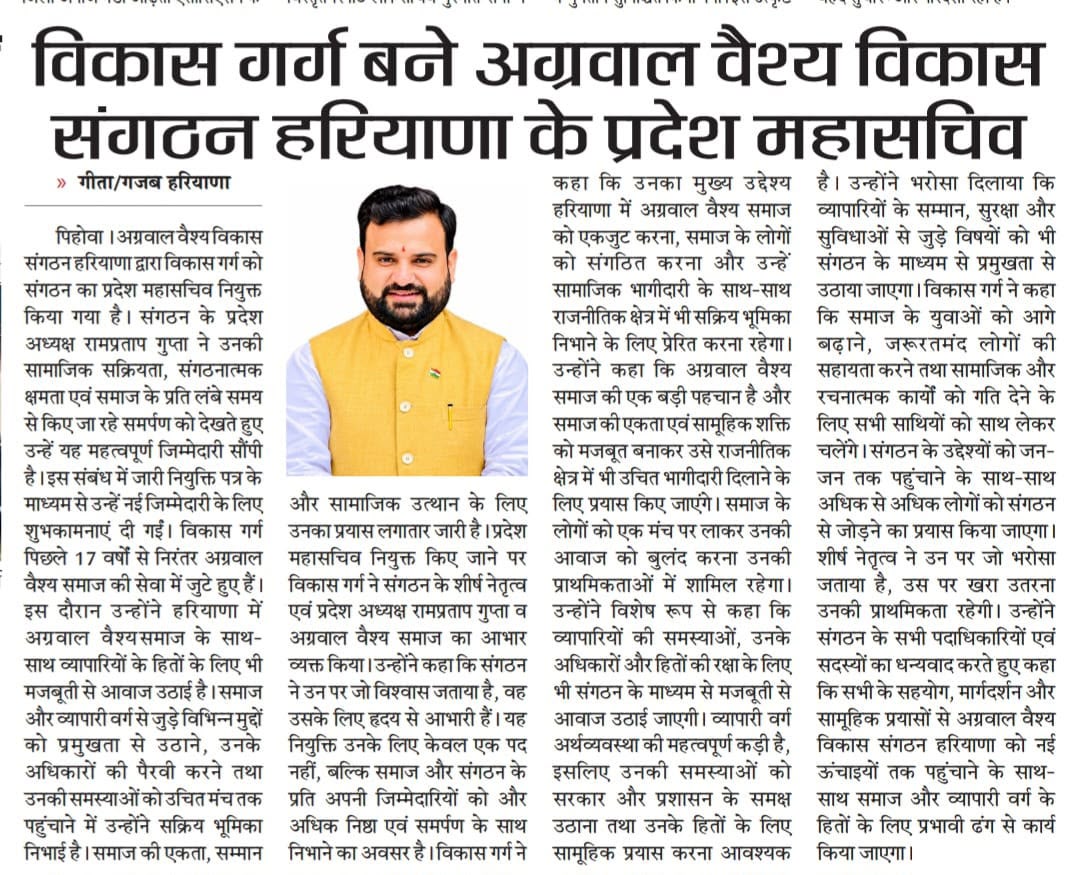 विकास गर्ग बने अग्रवाल वैश्य विकास
संगठन हरियाणा के प्रदेश महासचिव
» गीता/गजब हरियाणा
पिहोवा। अग्रवाल वैश्य विकास
संगठन हरियाणा द्वारा विकास गर्ग को
संगठन का प्रदेश महासचिव नियुक्त
किया गया है। संगठन के प्रदेश
अध्यक्ष रामप्रताप गुप्ता ने उनकी
सामाजिक सक्रियता, संगठनात्मक
क्षमता एवं समाज के प्रति लंबे समय
से किए जा रहे समर्पण को देखते हुए
उन्हें यह महत्वपूर्ण जिम्मेदारी सौंपी
है। इस संबंध में जारी नियुक्ति पत्र के
माध्यम से उन्हें नई जिम्मेदारी के लिए
शुभकामनाएं दी गईं। विकास गर्ग
पिछले 17 वर्षों से निरंतर अग्रवाल
वैश्य समाज की सेवा में जुटे हुए हैं।
इस दौरान उन्होंने हरियाणा में
अग्रवाल वैश्य समाज के साथ-
साथ व्यापारियों के हितों के लिए भी
मजबूती से आवाज उठाई है। समाज
और व्यापारी वर्ग से जुड़े विभिन्न मुद्दों
को प्रमुखता से उठाने, उनके
अधिकारों की पैरवी करने तथा
उनकी समस्याओं को उचित मंच तक
पहुंचाने में उन्होंने सक्रिय भूमिका
निभाई है। समाज की एकता, सम्मान
और सामाजिक उत्थान के लिए
उनका प्रयास लगातार जारी है। प्रदेश
महासचिव नियुक्त किए जाने पर
विकास गर्ग ने संगठन के शीर्ष नेतृत्व
एवं प्रदेश अध्यक्ष रामप्रताप गुप्ता व
अग्रवाल वैश्य समाज का आभार
व्यक्त किया। उन्होंने कहा कि संगठन
ने उन पर जो विश्वास जताया है, वह
उसके लिए हृदय से आभारी हैं। यह
नियुक्ति उनके लिए केवल एक पद
नहीं, बल्कि समाज और संगठन के
प्रति अपनी जिम्मेदारियों को और
अधिक निष्ठा एवं समर्पण के साथ
निभाने का अवसर है। विकास गर्ग ने
कहा कि उनका मुख्य उद्देश्य
हरियाणा में अग्रवाल वैश्य समाज
को एकजुट करना, समाज के लोगों
को संगठित करना और उन्हें
सामाजिक भागीदारी के साथ-साथ
राजनीतिक क्षेत्र में भी सक्रिय भूमिका
निभाने के लिए प्रेरित करना रहेगा।
उन्होंने कहा कि अग्रवाल वैश्य
समाज की एक बड़ी पहचान है और
समाज की एकता एवं सामूहिक शक्ति
को मजबूत बनाकर उसे राजनीतिक
क्षेत्र में भी उचित भागीदारी दिलाने के
लिए प्रयास किए जाएंगे। समाज के
लोगों को एक मंच पर लाकर उनकी
आवाज को बुलंद करना उनकी
प्राथमिकताओं में शामिल रहेगा।
उन्होंने विशेष रूप से कहा कि
व्यापारियों की समस्याओं, उनके
अधिकारों और हितों की रक्षा के लिए
भी संगठन के माध्यम से मजबूती से
आवाज उठाई जाएगी। व्यापारी वर्ग
अर्थव्यवस्था की महत्वपूर्ण कड़ी है,
इसलिए उनकी समस्याओं को
सरकार और प्रशासन के समक्ष
उठाना तथा उनके हितों के लिए
सामूहिक प्रयास करना आवश्यक
है। उन्होंने भरोसा दिलाया कि
व्यापारियों के सम्मान, सुरक्षा और
सुविधाओं से जुड़े विषयों को भी
संगठन के माध्यम से प्रमुखता से
उठाया जाएगा। विकास गर्ग ने कहा
कि समाज के युवाओं को आगे
बढ़ाने, जरूरतमंद लोगों की
सहायता करने तथा सामाजिक और
रचनात्मक कार्यों को गति देने के
लिए सभी साथियों को साथ लेकर
चलेंगे। संगठन के उद्देश्यों को जन-
जन तक पहुंचाने के साथ-साथ
अधिक से अधिक लोगों को संगठन
से जोड़ने का प्रयास किया जाएगा।
शीर्ष नेतृत्व ने उन पर जो भरोसा
जताया है, उस पर खरा उतरना
उनकी प्राथमिकता रहेगी। उन्होंने
संगठन के सभी पदाधिकारियों एवं
सदस्यों का धन्यवाद करते हुए कहा
कि सभी के सहयोग, मार्गदर्शन और
सामूहिक प्रयासों से अग्रवाल वैश्य
विकास संगठन हरियाणा को नई
ऊंचाइयों तक पहुंचाने के साथ-
साथ समाज और व्यापारी वर्ग के
हितों के लिए प्रभावी ढंग से कार्य
किया जाएगा।